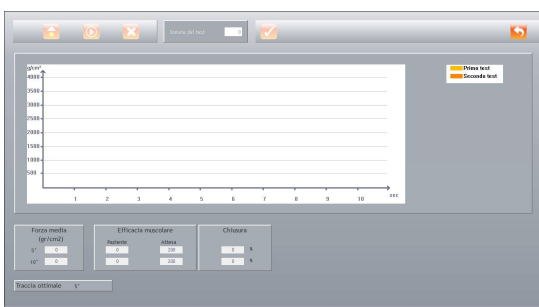 Durata del test 0
g/cm²
Primo test
Secondo test
4000
3500
3000
2500
2000
1500
1000
500
1 2 3 4 5 6 7 8 9 10 sec
Forza media
(gr/cm2)
5" 0
10" 0
Efficacia muscolare
Paziente Attesa
0 200
0 200
Chiusura
0 %
0 %
Traccia ottimale 5"